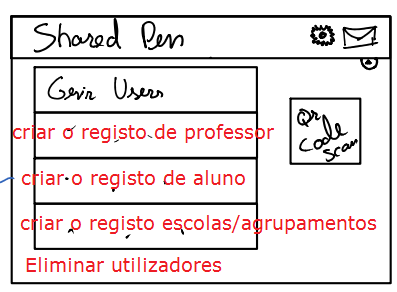 Shared Pen
Gerir Users
Qr
code
scan
criar o registo de professor
criar o registo de aluno
criar o registo escolas/agrupamentos
Eliminar utilizadores